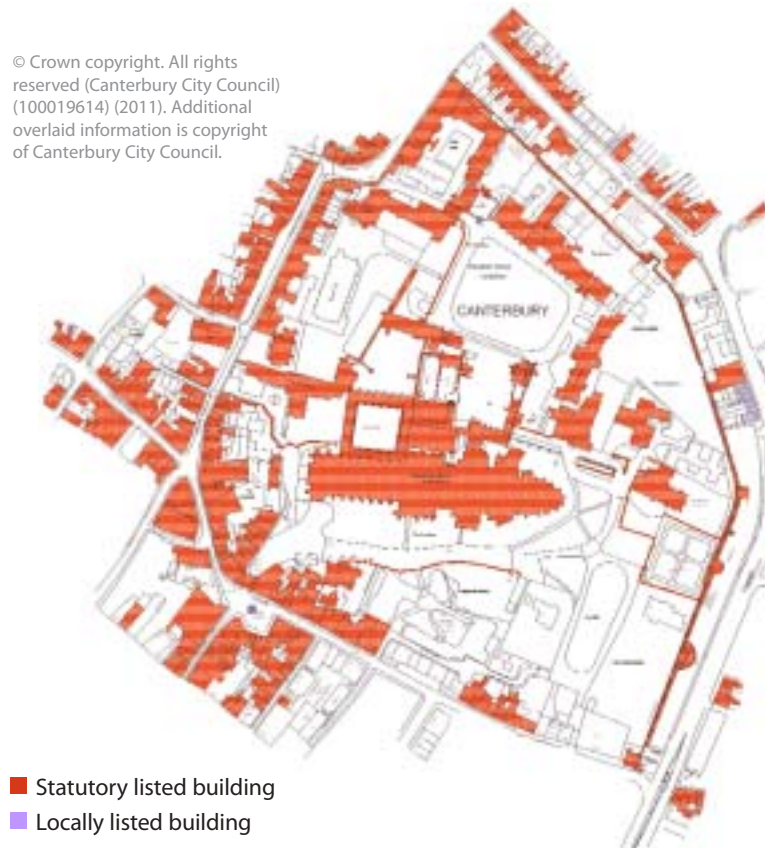 © Crown copyright. All rights
reserved (Canterbury City Council)
(100019614) (2011). Additional
overlaid information is copyright
of Canterbury City Council.
CANTERBURY
Statutory listed building
Locally listed building